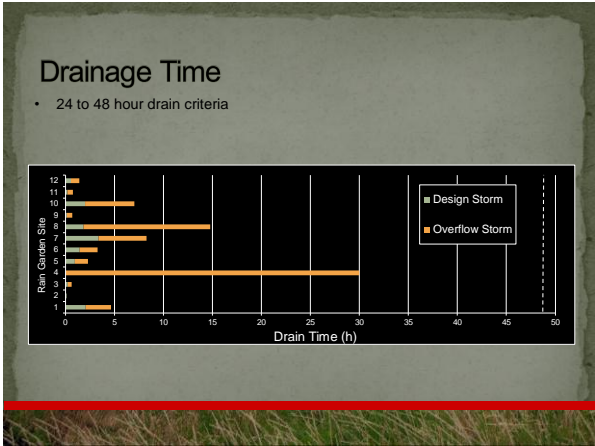 Drainage Time
• 24 to 48 hour drain criteria
Rain Garden Site
12
11
10
9
8
7
6
5
4
3
2
1
Design Storm
Overflow Storm
0 5 10 15 20 25 30 35 40 45 50
Drain Time (h)